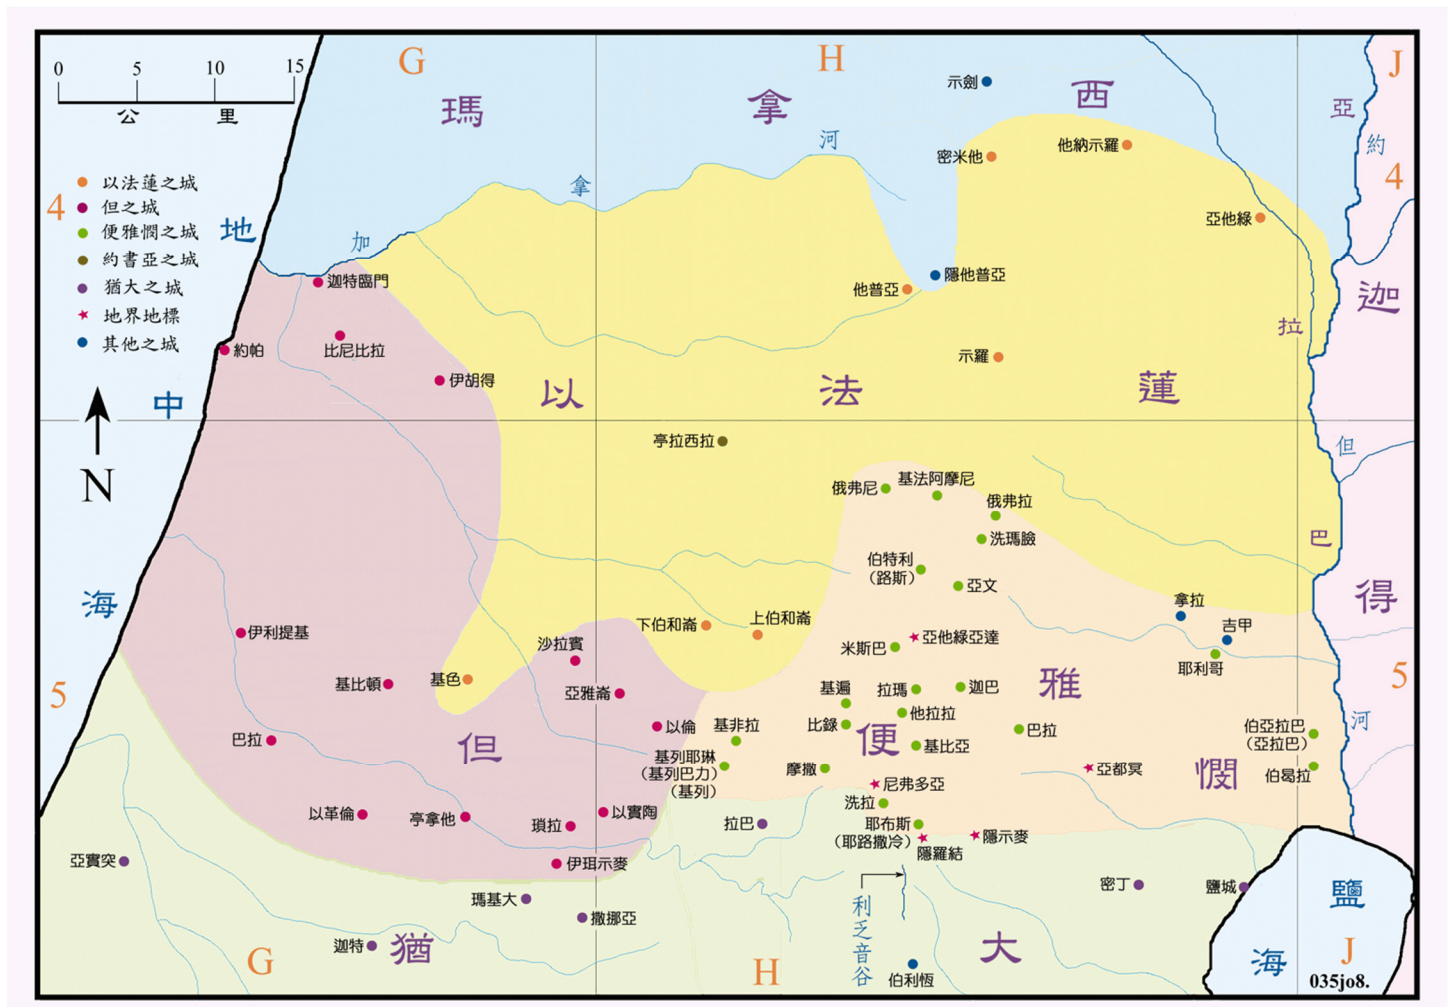 G
H
J
0 5 10 15
公里
瑪拿西
亞
約
示劍
河
拿
加
密米他
他納示羅
4
4
以法蓮之城
但之城
便雅憫之城
約書亞之城
猶大之城
地界地標
其他之城
地
中
海
N
亞他綠
迦特臨門
隱他普亞
他普亞
迦
得
拉
巴
約帕
比尼比拉
伊胡得
示羅
以法蓮
亭拉西拉
但
河
俄弗尼
基法阿摩尼
俄弗拉
洗瑪臉
伯特利
（路斯）
亞文
拿拉
吉甲
耶利哥
伊利提基
下伯和崙
上伯和崙
沙拉賓
米斯巴
亞他綠亞達
5
5
基比頓
基色
亞雅崙
基遍
拉瑪
迦巴
雅
巴拉
但
以倫
基非拉
比錄
他拉拉
便
基比亞
巴拉
伯亞拉巴
（亞拉巴）
基列耶琳
（基列巴力）
（基列）
摩撒
尼弗多亞
亞都冥
憫
伯曷拉
以革倫
亭拿他
瑣拉
以實陶
拉巴
洗拉
耶布斯
（耶路撒冷）
隱羅結
隱示麥
亞實突
伊珥示麥
瑪基大
撒挪亞
迦特
猶大
利乏音谷
伯利恆
密丁
鹽城
鹽
海
G
H
J
035jo8.